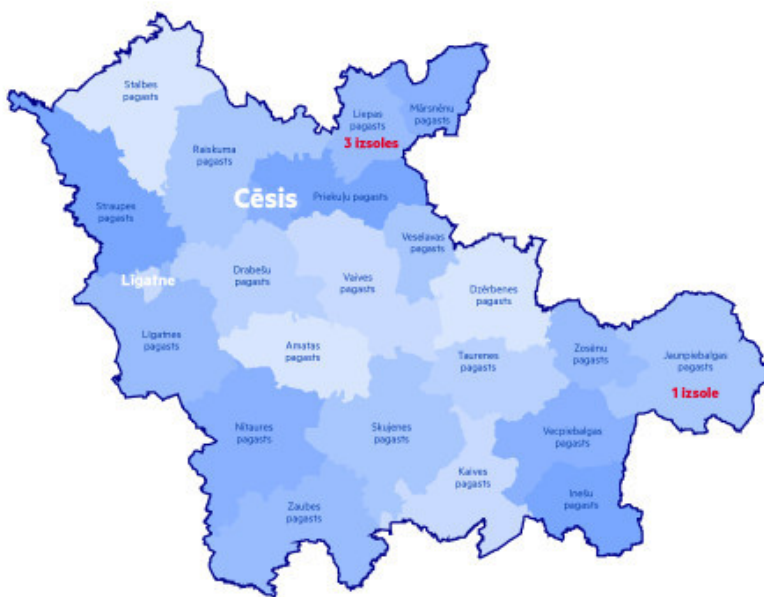 Stalbes
pagasts
Liepas
pagasts
Mārsnēnu
pagasts
3 izsoles
Raiskuma
pagasts
Cēsis
Priekuļu pagasts
Straupes
pagasts
Veselavas
pagasts
Līgatne
Drabešu
pagasts
Vaives
pagasts
Dzērbenes
pagasts
Līgatnes
pagasts
Amatas
pagasts
Taurenes
pagasts
Zosēnu
pagasts
Jaunpiebalgas
pagasts
1 izsole
Nītaures
pagasts
Skujenes
pagasts
Vecpiebalgas
pagasts
Kaives
pagasts
Inešu
pagasts
Zaubes
pagasts